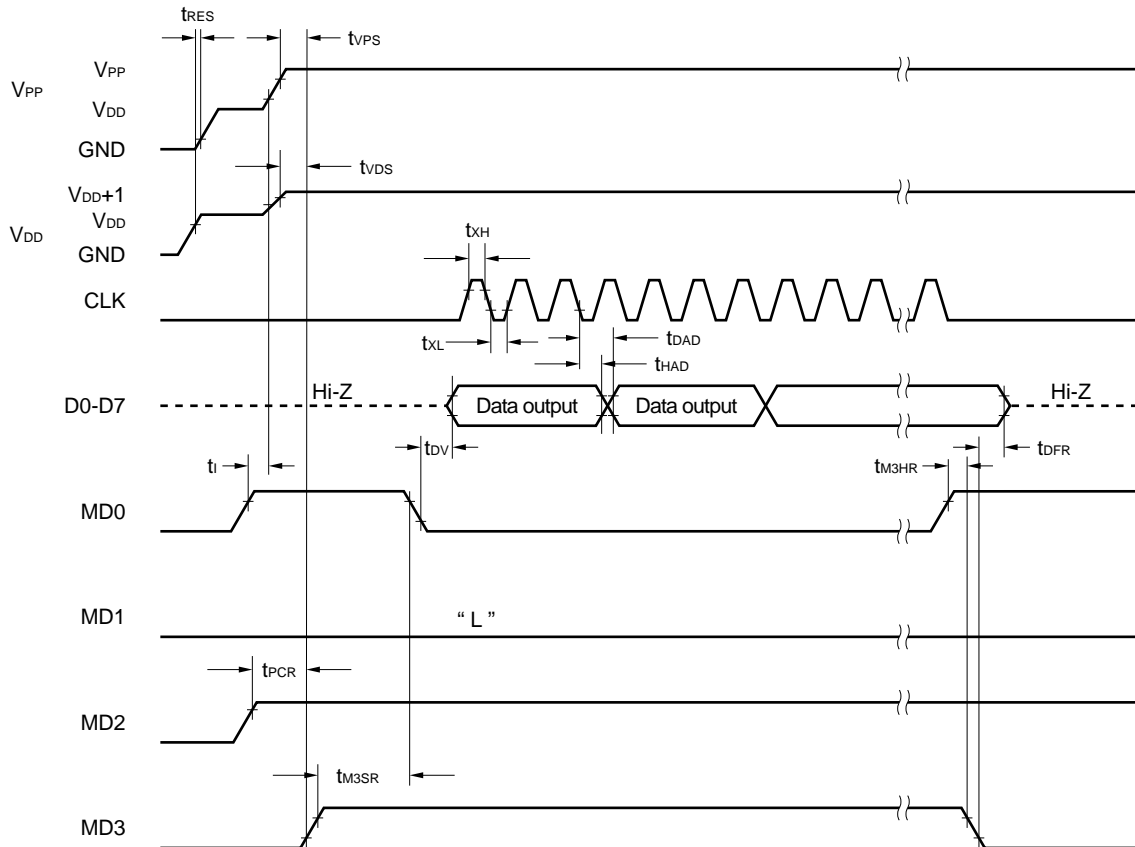 tRES
tVPS
VPP
VPP
VDD
GND
tVDS
VDD+1
VDD
VDD
GND
tXH
CLK
tXL
tDAD
tHAD
Hi-Z
Hi-Z
D0-D7
Data output
Data output
tDV
tDFR
tI
tM3HR
MD0
MD1
“ L ”
tPCR
MD2
tM3SR
MD3